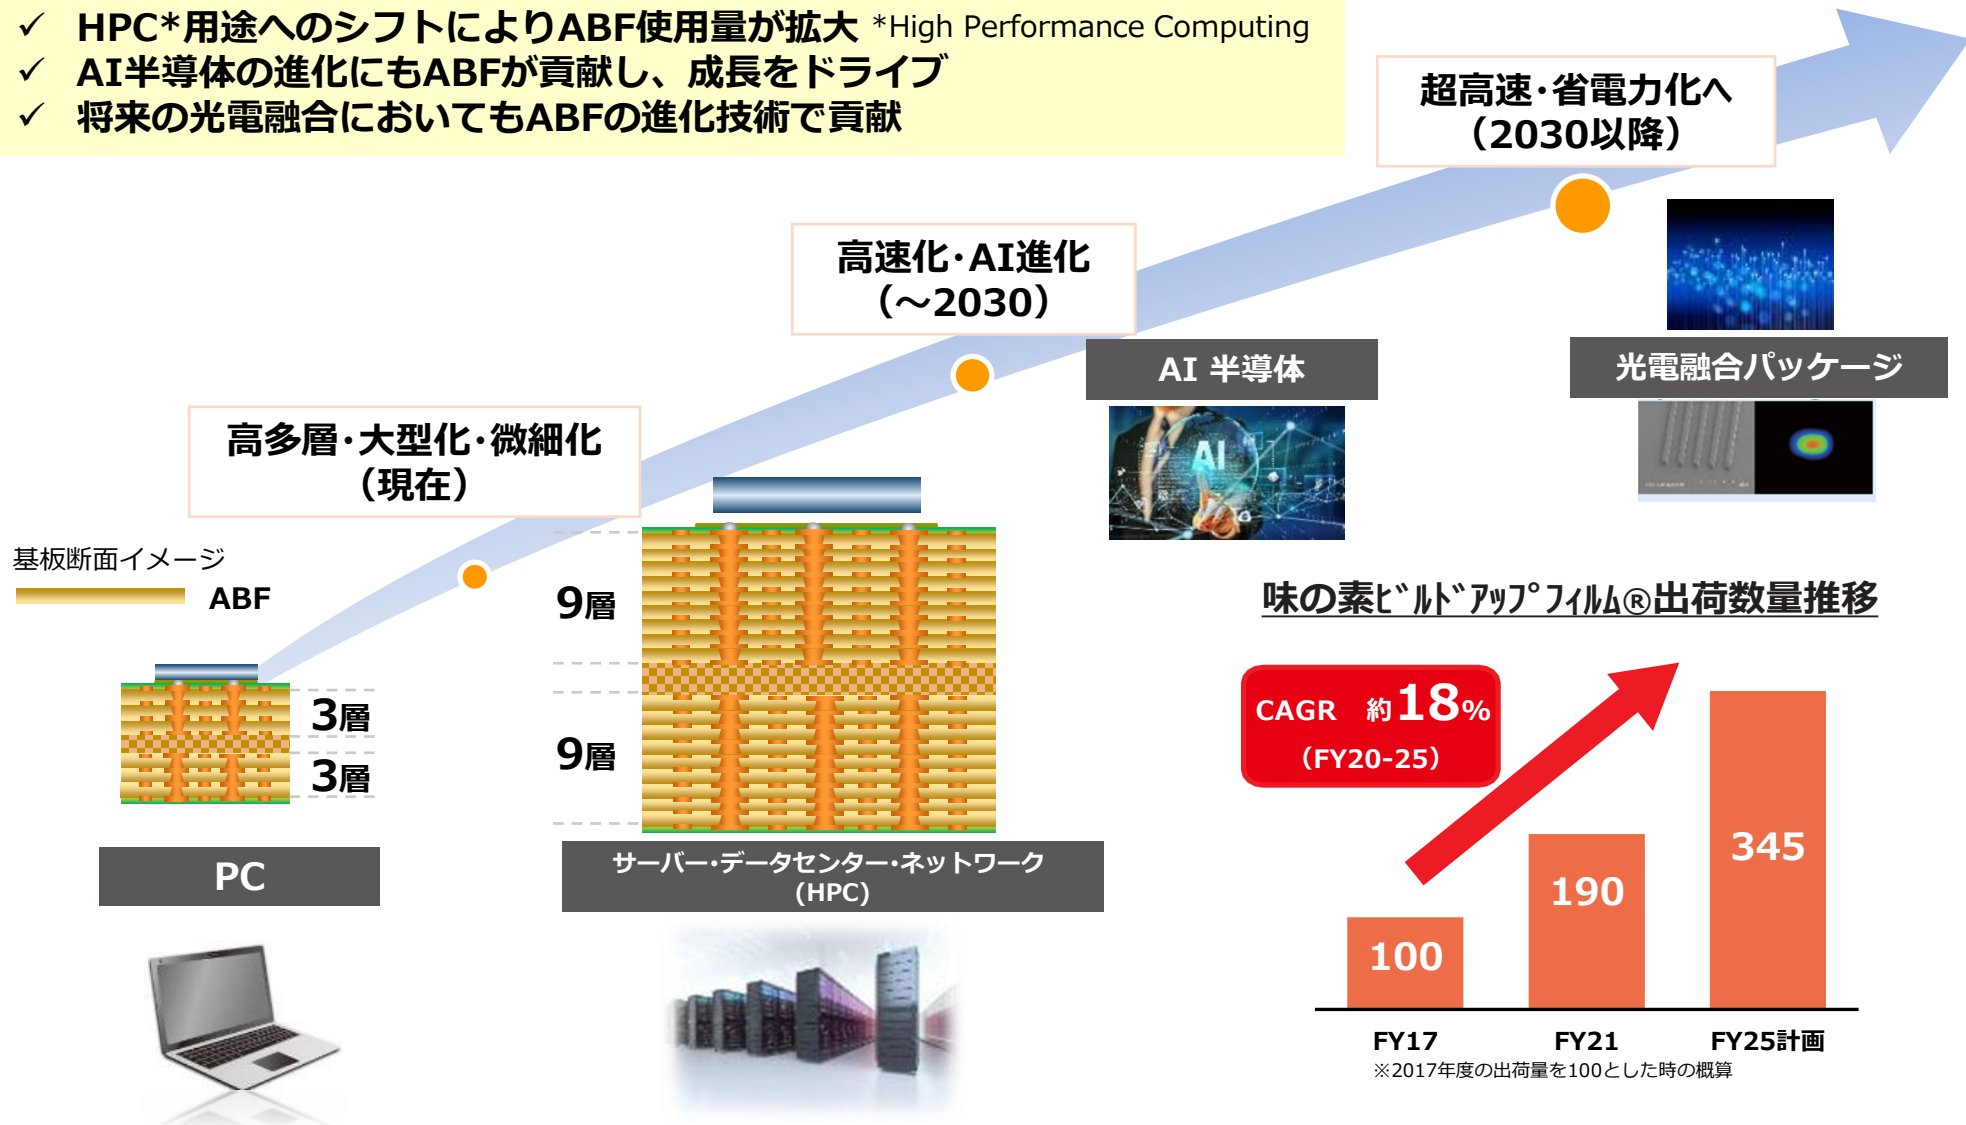 ✓ HPC*用途へのシフトによりABF使用量が拡大 *High Performance Computing
✓ AI半導体の進化にもABFが貢献し、成長をドライブ
✓ 将来の光電融合においてもABFの進化技術で貢献
超高速・省電力化へ
（2030以降）
高速化・AI進化
（～2030）
AI 半導体
AI
光電融合パッケージ
高多層・大型化・微細化
（現在）
基板断面イメージ
ABF
3層
3層
9層
9層
PC
サーバー・データセンター・ネットワーク
(HPC)
味の素ﾋﾞﾙﾄﾞｱｯﾌﾟﾌｨﾙﾑ®出荷数量推移
CAGR 約18%
（FY20-25）
100
190
345
FY17
FY21
FY25計画
※2017年度の出荷量を100とした時の概算